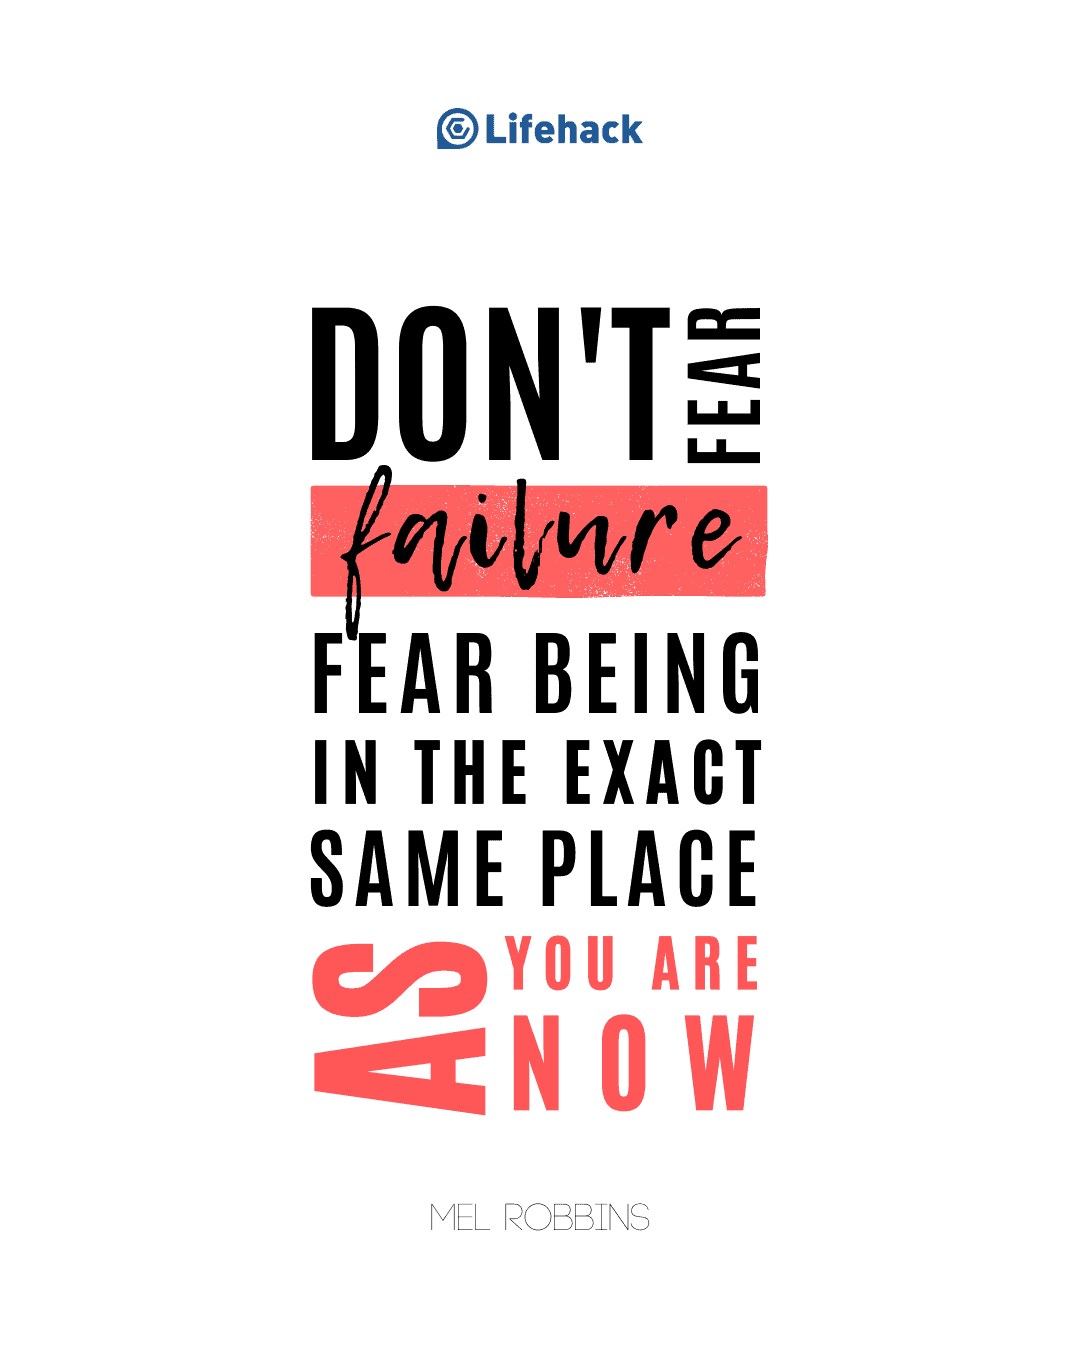 Lifehack
DON'T FEAR
failure
FEAR BEING
IN THE EXACT
SAME PLACE
AS YOU ARE
NOW
MEL ROBBINS